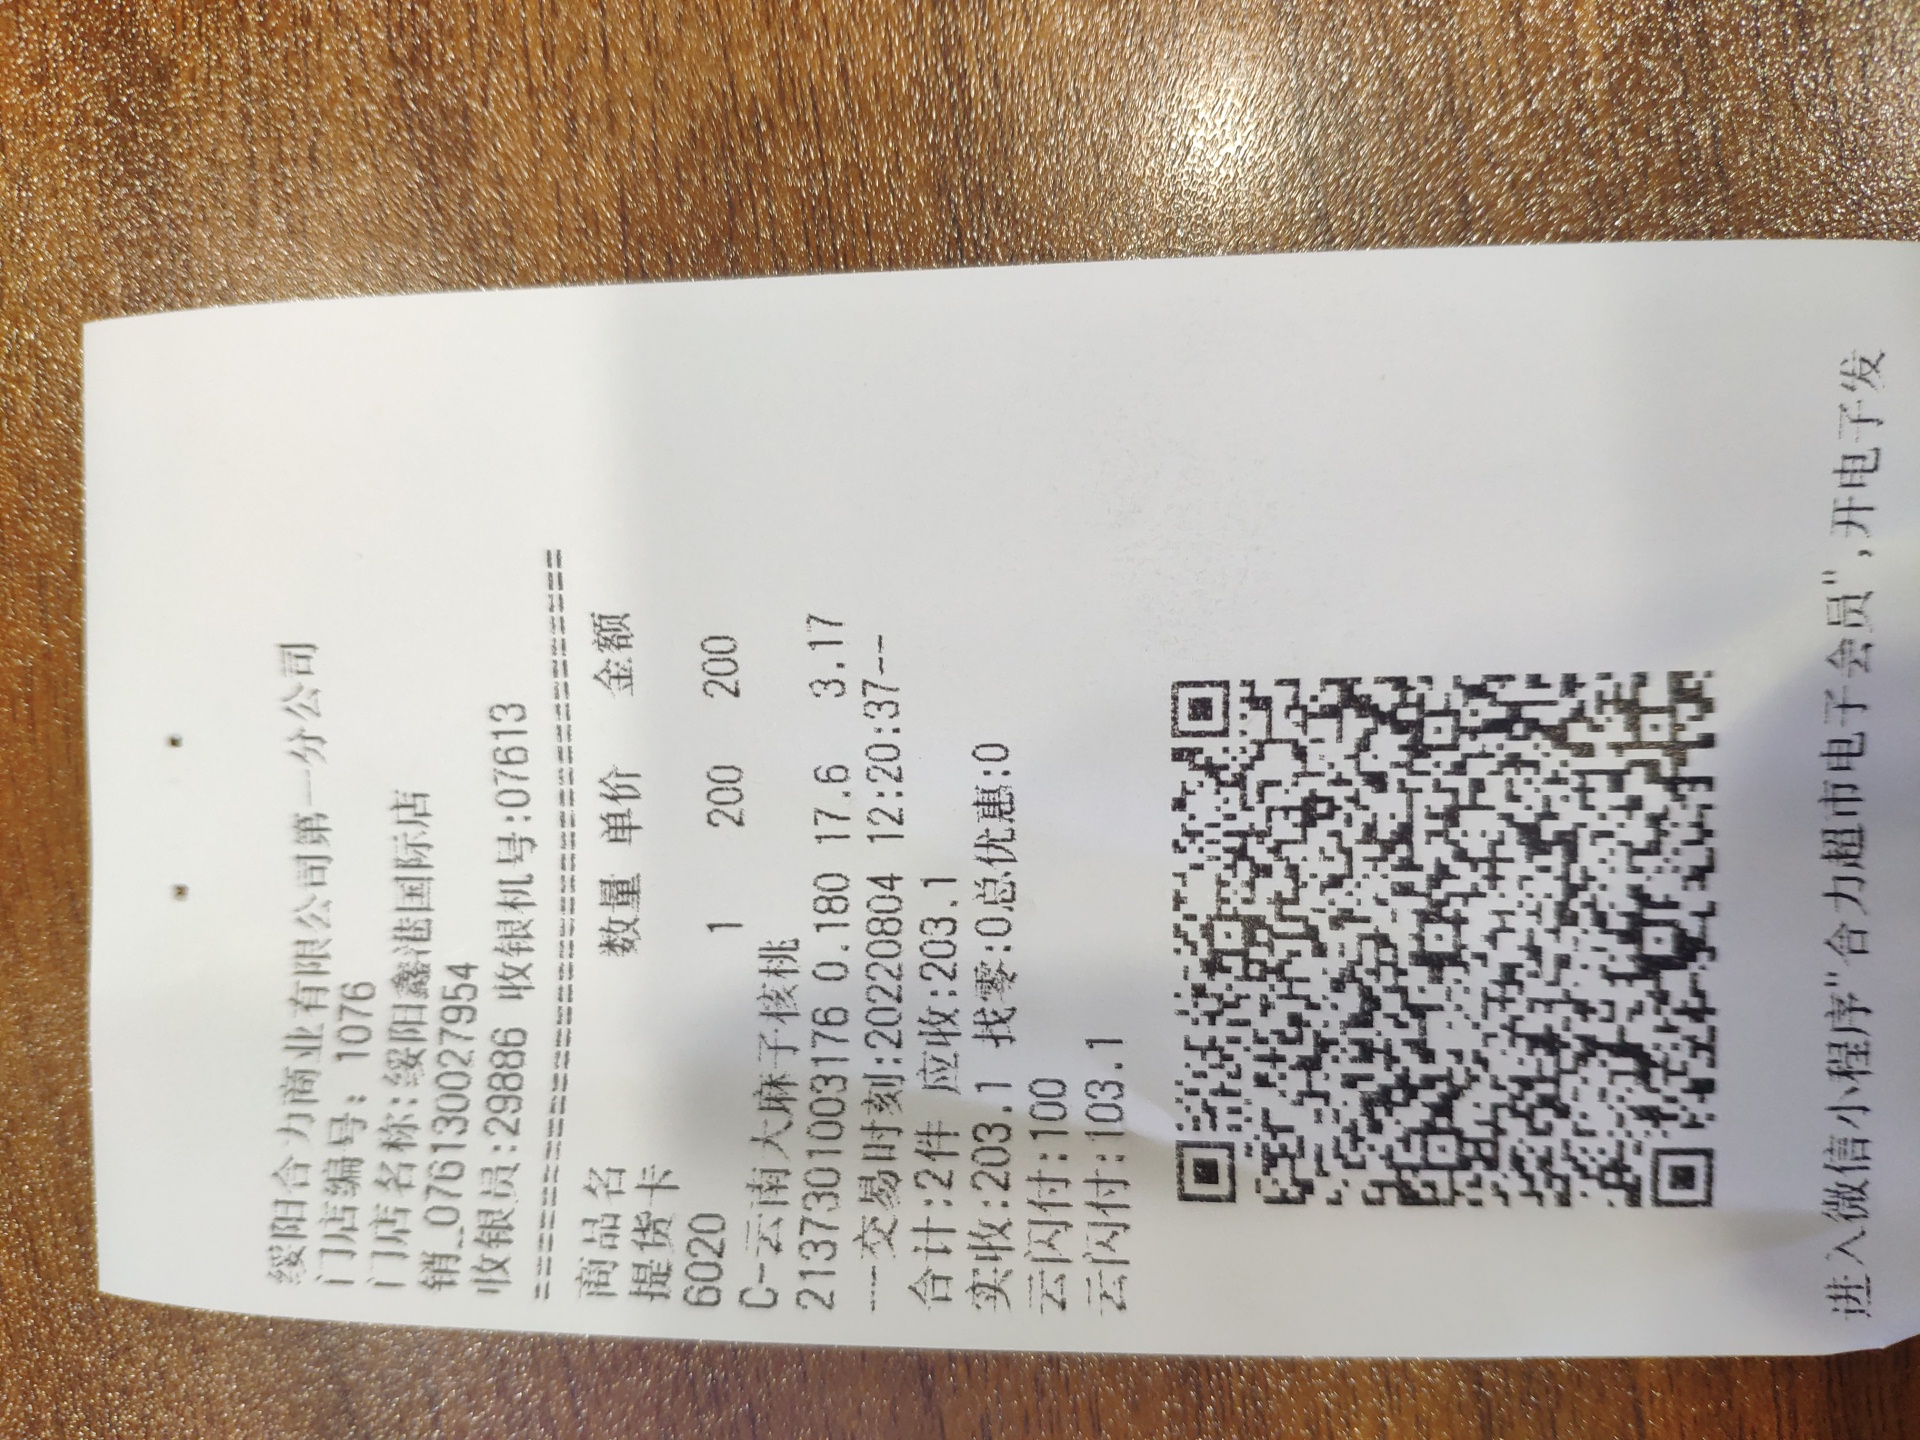 绥阳合力商业有限公司第一分公司
门店编号: 1076
门店名称:绥阳鑫港国际店
销_0761300027954
收银员:29886 收银机号:07613
========================================
商品名 数量 单价 金额
提货卡
6020 1 200 200
C-云南大麻子核桃
2137301003176 0.180 17.6 3.17
---交易时刻:20220804 12:20:37--
合计:2件 应收:203.1
实收:203.1 找零:0总优惠:0
云闪付:100
云闪付:103.1
进入微信小程序"合力超市电子会员",开电子发